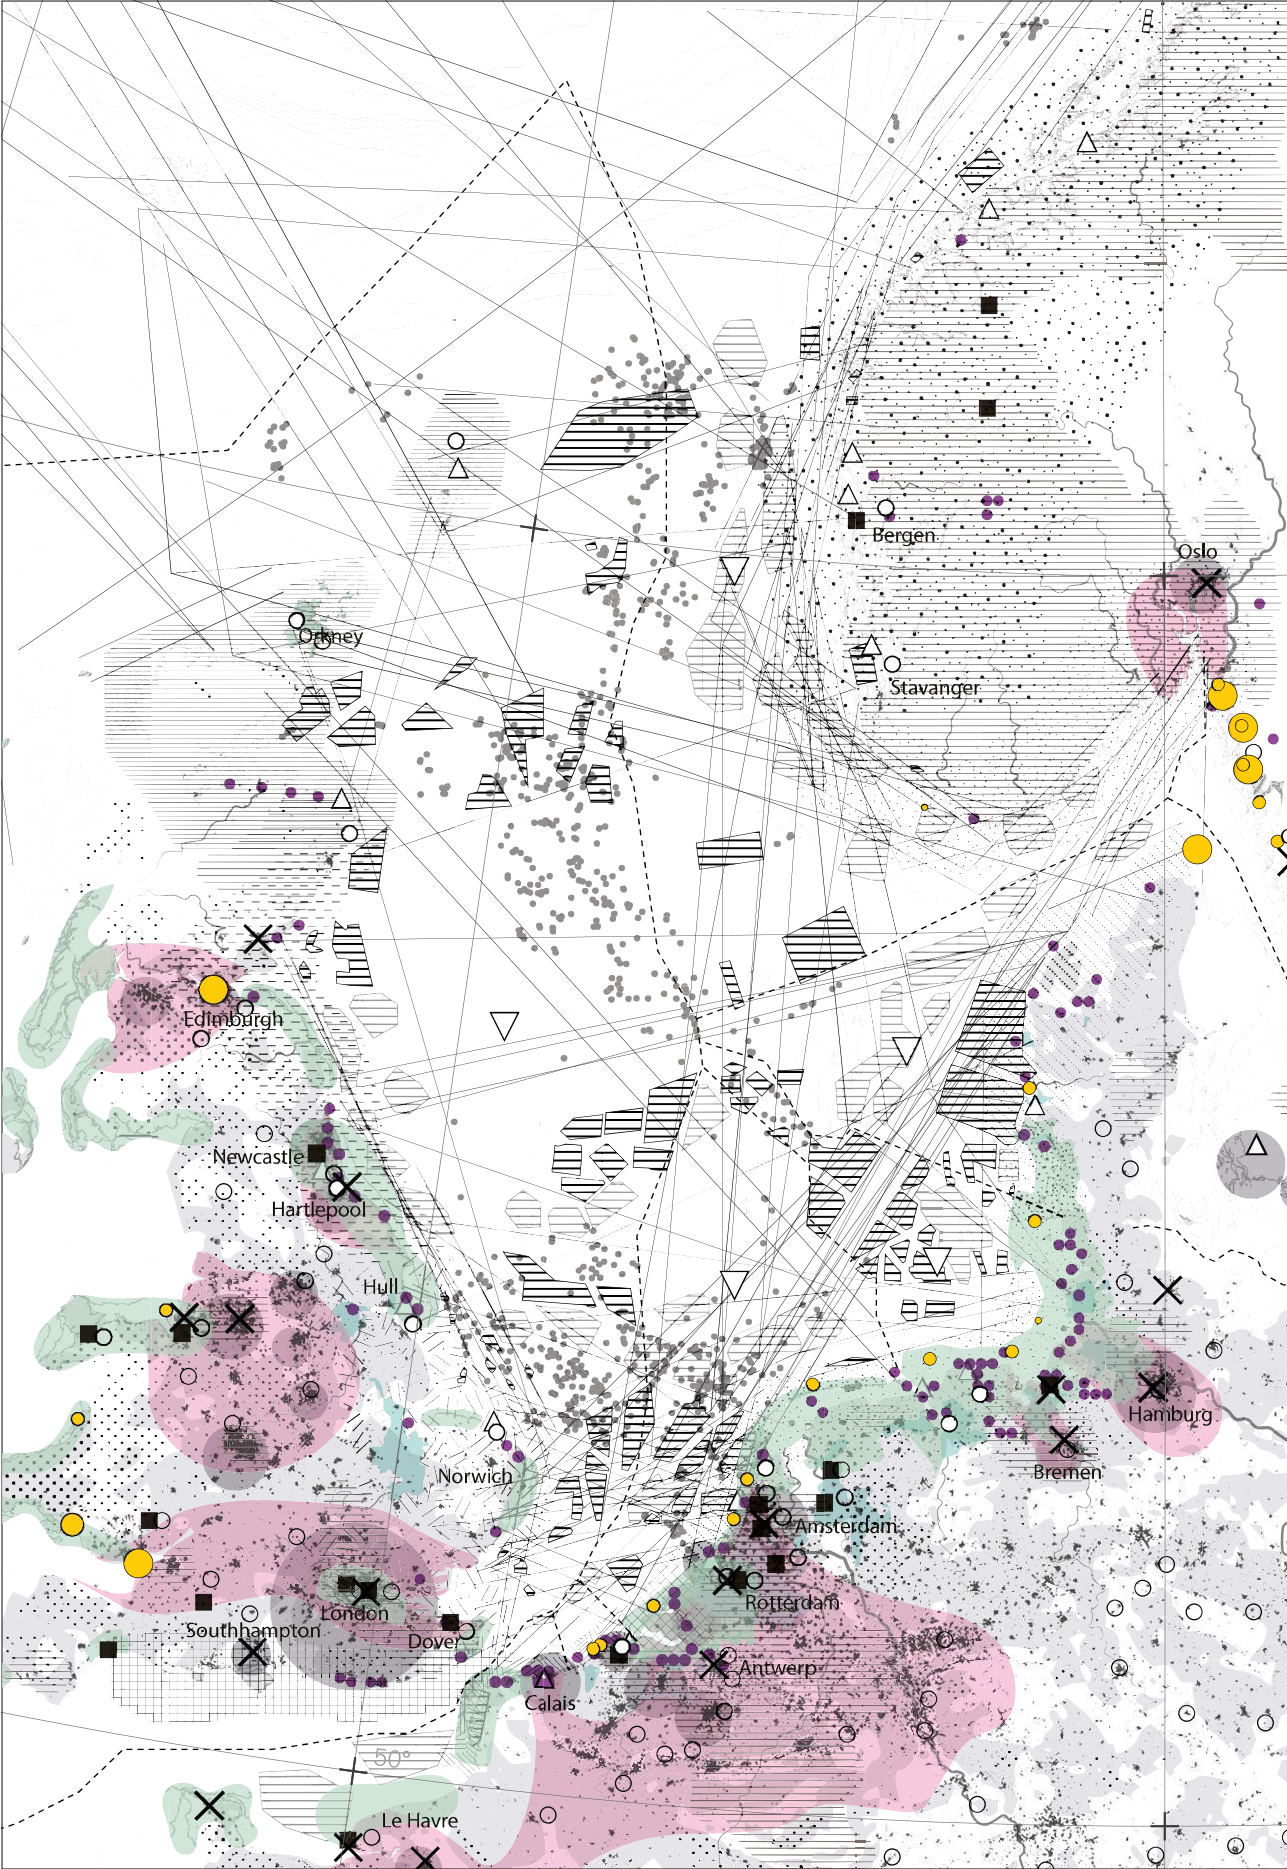 Bergen
Oslo
Orkney
Stavanger
Edimburgh
Newcastle
Hartlepool
Hull
Hamburg
Norwich
Bremen
Amsterdam
Rotterdam
London
Southhampton
Dover
Antwerp
Calais
50°
Le Havre